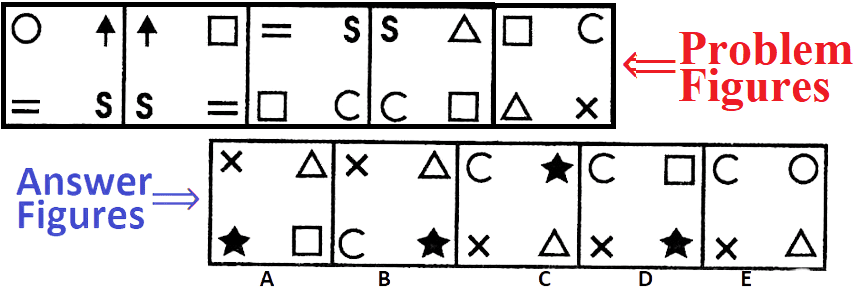 Problem
Figures
Answer
Figures
○ ↑ ↑ □ = S S △ □ C
= S S = □ C C □ △ ×
× △ × △ C ★ C □ C ○
★ □ C ★ × △ × ★ × △
A B C D E